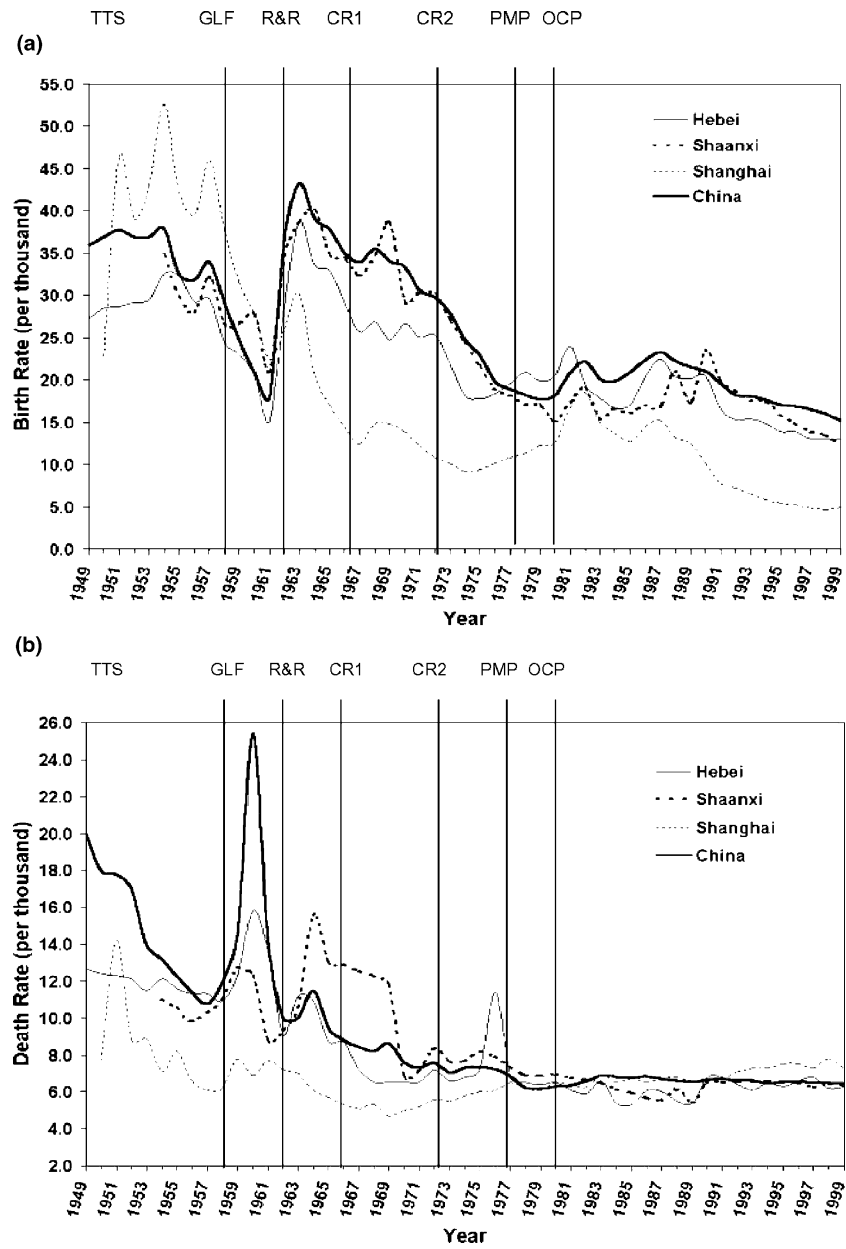 TTS GLF R&R CR1 CR2 PMP OCP
(a)
55.0
50.0
45.0
40.0
35.0
30.0
25.0
20.0
15.0
10.0
5.0
0.0
Birth Rate (per thousand)
Hebei
Shaanxi
Shanghai
China
1949 1951 1953 1955 1957 1959 1961 1963 1965 1967 1969 1971 1973 1975 1977 1979 1981 1983 1985 1987 1989 1991 1993 1995 1997 1999
Year
(b)
TTS GLF R&R CR1 CR2 PMP OCP
26.0
24.0
22.0
20.0
18.0
16.0
14.0
12.0
10.0
8.0
6.0
4.0
2.0
Death Rate (per thousand)
Hebei
Shaanxi
Shanghai
China
1949 1951 1953 1955 1957 1959 1961 1963 1965 1967 1969 1971 1973 1975 1977 1979 1981 1983 1985 1987 1989 1991 1993 1995 1997 1999
Year